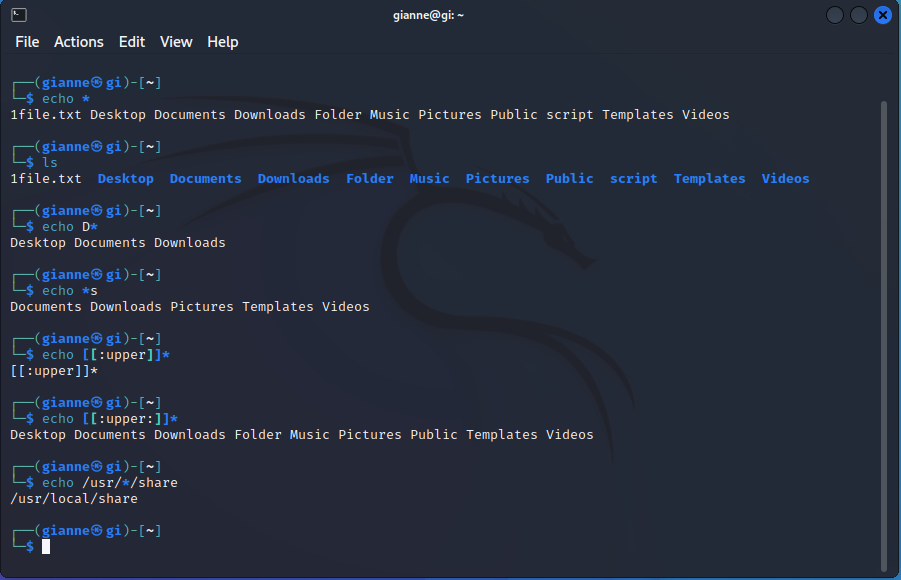 gianne@gi: ~
File Actions Edit View Help
┌──(gianne㉿gi)-[~]
└─$ echo *
1file.txt Desktop Documents Downloads Folder Music Pictures Public script Templates Videos
┌──(gianne㉿gi)-[~]
└─$ ls
1file.txt Desktop Documents Downloads Folder Music Pictures Public script Templates Videos
┌──(gianne㉿gi)-[~]
└─$ echo D*
Desktop Documents Downloads
┌──(gianne㉿gi)-[~]
└─$ echo *s
Documents Downloads Pictures Templates Videos
┌──(gianne㉿gi)-[~]
└─$ echo [[:upper]]*
[[:upper]]*
┌──(gianne㉿gi)-[~]
└─$ echo [[:upper:]]*
Desktop Documents Downloads Folder Music Pictures Public Templates Videos
┌──(gianne㉿gi)-[~]
└─$ echo /usr/*/share
/usr/local/share
┌──(gianne㉿gi)-[~]
└─$